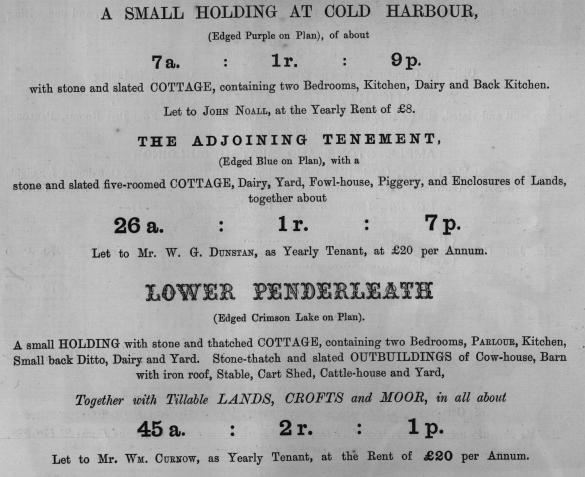 A SMALL HOLDING AT COLD HARBOUR,
(Edged Purple on Plan), of about
7a. : 1r. : 9p.
with stone and slated COTTAGE, containing two Bedrooms, Kitchen, Dairy and Back Kitchen.
Let to JOHN NOALL, at the Yearly Rent of £8.
THE ADJOINING TENEMENT,
(Edged Blue on Plan), with a
stone and slated five-roomed COTTAGE, Dairy, Yard, Fowl-house, Piggery, and Enclosures of Lands,
together about
26a. : 1r. : 7p.
Let to Mr. W. G. DUNSTAN, as Yearly Tenant, at £20 per Annum.
LOWER PENDERLEATH
(Edged Crimson Lake on Plan).
A small HOLDING with stone and thatched COTTAGE, containing two Bedrooms, PARLOUR, Kitchen,
Small back Ditto, Dairy and Yard. Stone-thatch and slated OUTBUILDINGS of Cow-house, Barn
with iron roof, Stable, Cart Shed, Cattle-house and Yard,
Together with Tillable LANDS, CROFTS and MOOR, in all about
45a. : 2r. : 1p.
Let to Mr. WM. CURNOW, as Yearly Tenant, at the Rent of £20 per Annum.